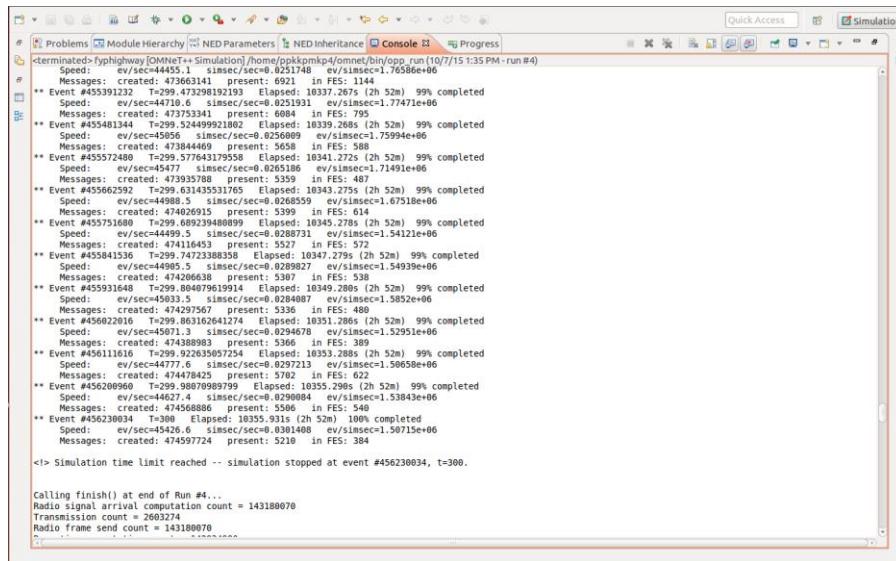 Quick Access
Simulatio
Problems Module Hierarchy NED Parameters NED Inheritance Console Progress
<terminated> fyphighway [OMNeT++ Simulation] /home/ppkkpmkp4/omnet/bin/opp_run (10/7/15 1:35 PM - run #4)
Speed: ev/sec=44455.1 simsec/sec=0.0251748 ev/simsec=1.76586e+06
Messages: created: 473663141 present: 6921 in FES: 1144
** Event #455391232 T=299.473298192193 Elapsed: 10337.267s (2h 52m) 99% completed
Speed: ev/sec=44710.6 simsec/sec=0.0251931 ev/simsec=1.77471e+06
Messages: created: 473753341 present: 6084 in FES: 795
** Event #455481344 T=299.524499921802 Elapsed: 10339.268s (2h 52m) 99% completed
Speed: ev/sec=45056 simsec/sec=0.0256009 ev/simsec=1.75994e+06
Messages: created: 473844469 present: 5658 in FES: 588
** Event #455572480 T=299.577643179558 Elapsed: 10341.272s (2h 52m) 99% completed
Speed: ev/sec=45477 simsec/sec=0.0265186 ev/simsec=1.71491e+06
Messages: created: 473935788 present: 5359 in FES: 487
** Event #455662592 T=299.631435531765 Elapsed: 10343.275s (2h 52m) 99% completed
Speed: ev/sec=44988.5 simsec/sec=0.0268559 ev/simsec=1.67518e+06
Messages: created: 474026915 present: 5399 in FES: 614
** Event #455751680 T=299.689239480899 Elapsed: 10345.278s (2h 52m) 99% completed
Speed: ev/sec=44499.5 simsec/sec=0.0288731 ev/simsec=1.54121e+06
Messages: created: 474116453 present: 5527 in FES: 572
** Event #455841536 T=299.74723388358 Elapsed: 10347.279s (2h 52m) 99% completed
Speed: ev/sec=44905.5 simsec/sec=0.0289827 ev/simsec=1.54939e+06
Messages: created: 474206638 present: 5307 in FES: 538
** Event #455931648 T=299.804079619914 Elapsed: 10349.280s (2h 52m) 99% completed
Speed: ev/sec=45033.5 simsec/sec=0.0284087 ev/simsec=1.5852e+06
Messages: created: 474297567 present: 5336 in FES: 480
** Event #456022016 T=299.863162641274 Elapsed: 10351.286s (2h 52m) 99% completed
Speed: ev/sec=45071.3 simsec/sec=0.0294678 ev/simsec=1.52951e+06
Messages: created: 474388983 present: 5366 in FES: 389
** Event #456111616 T=299.922635057254 Elapsed: 10353.288s (2h 52m) 99% completed
Speed: ev/sec=44777.6 simsec/sec=0.0297213 ev/simsec=1.50658e+06
Messages: created: 474478425 present: 5702 in FES: 622
** Event #456200960 T=299.98070989799 Elapsed: 10355.290s (2h 52m) 99% completed
Speed: ev/sec=44627.4 simsec/sec=0.0290084 ev/simsec=1.53843e+06
Messages: created: 474568886 present: 5506 in FES: 540
** Event #456230034 T=300 Elapsed: 10355.931s (2h 52m) 100% completed
Speed: ev/sec=45426.6 simsec/sec=0.0301408 ev/simsec=1.50715e+06
Messages: created: 474597724 present: 5210 in FES: 384
<!> Simulation time limit reached -- simulation stopped at event #456230034, t=300.
Calling finish() at end of Run #4...
Radio signal arrival computation count = 143180070
Transmission count = 2603274
Radio frame send count = 143180070